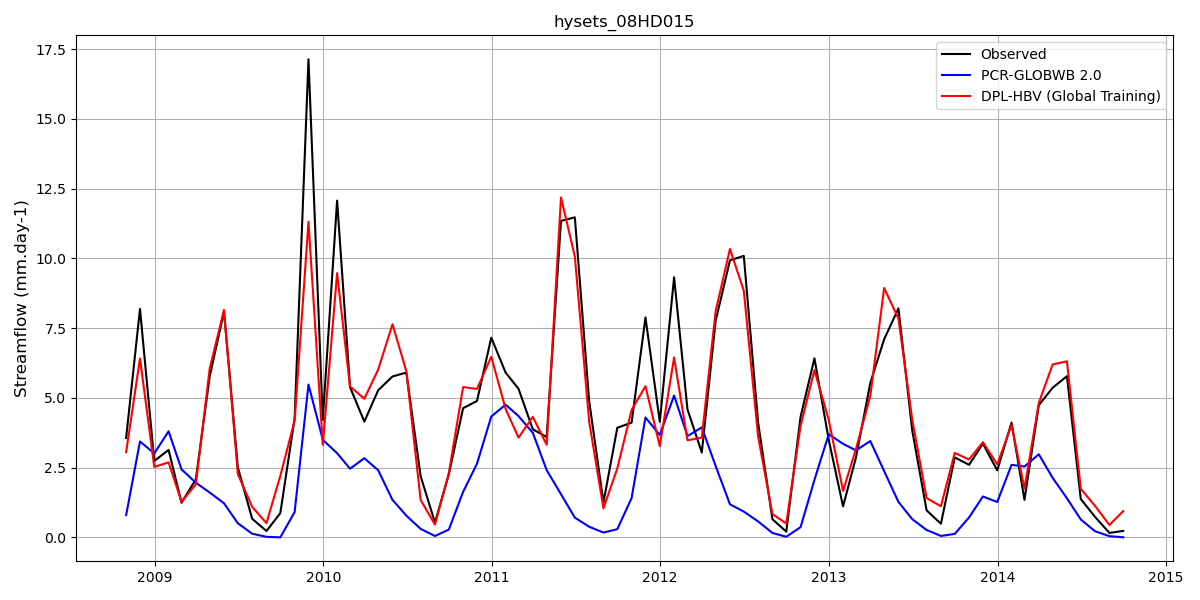 hysets_08HD015
Observed
PCR-GLOBWB 2.0
DPL-HBV (Global Training)
Streamflow (mm.day-1)
17.5
15.0
12.5
10.0
7.5
5.0
2.5
0.0
2009 2010 2011 2012 2013 2014 2015